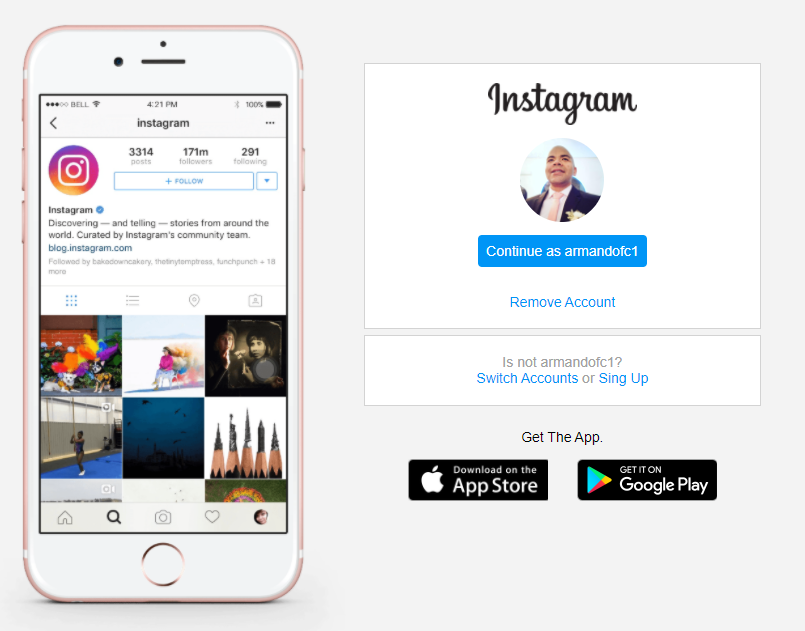 BELL 4:21 PM 100%
instagram
3314 171m 291
posts followers following
+ FOLLOW
Instagram
Discovering — and telling — stories from around the
world. Curated by Instagram's community team.
blog.instagram.com
Followed by bakadowncakery, thetinytemptress, funchpunch + 18
more
Instagram
Continue as armandofc1
Remove Account
Is not armandofc1?
Switch Accounts or Sing Up
Get The App.
Download on the
App Store
GET IT ON
Google Play